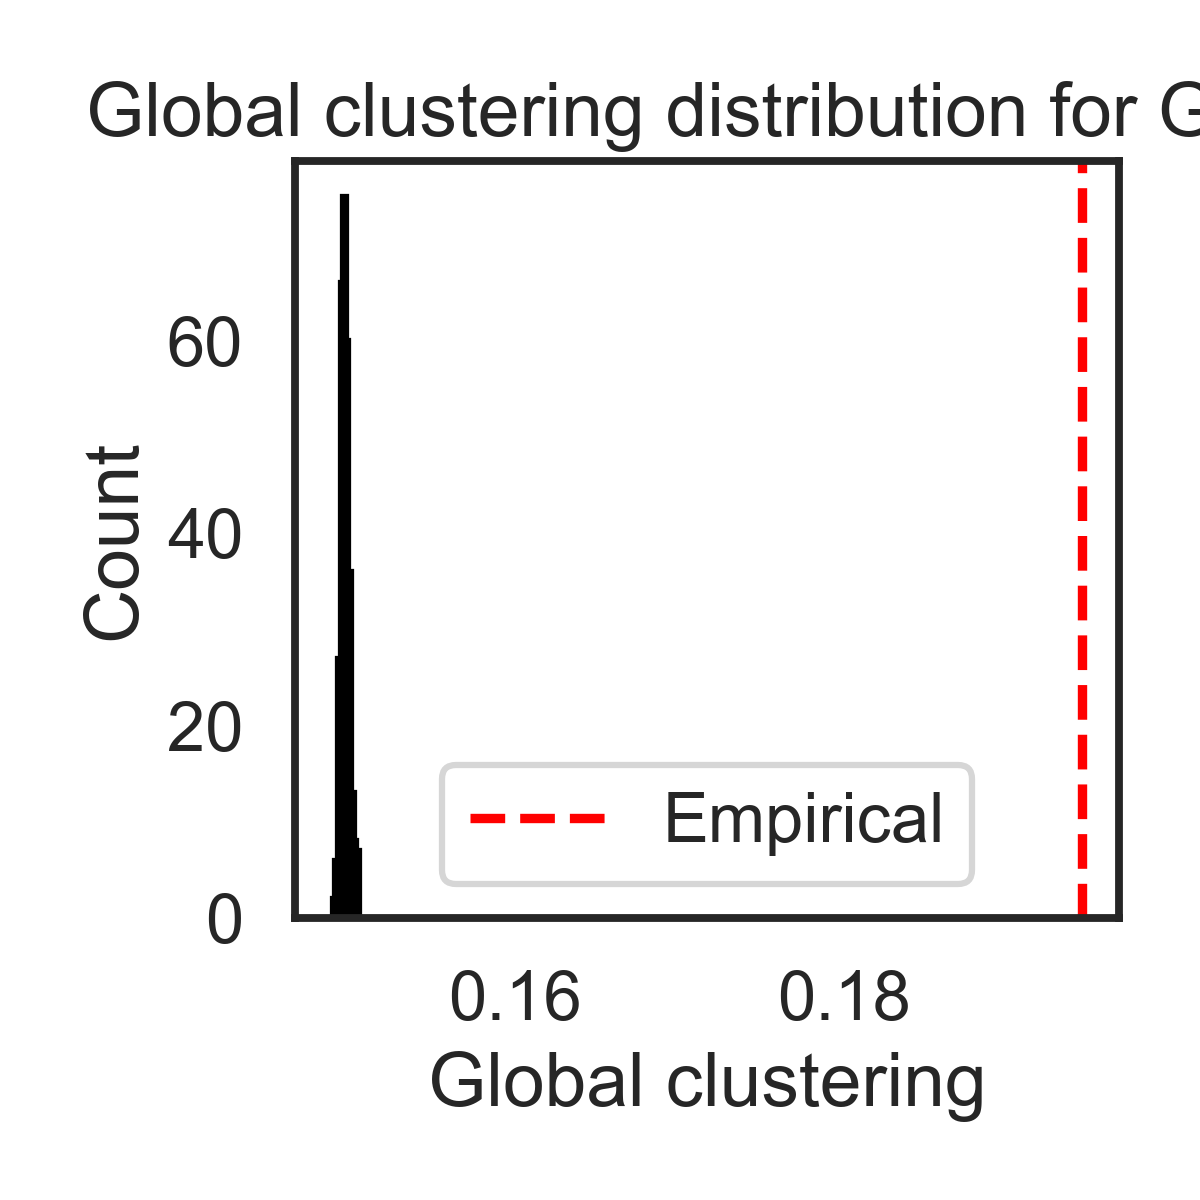 Global clustering distribution for G
60
40
20
0
Count
Empirical
0.16 0.18
Global clustering